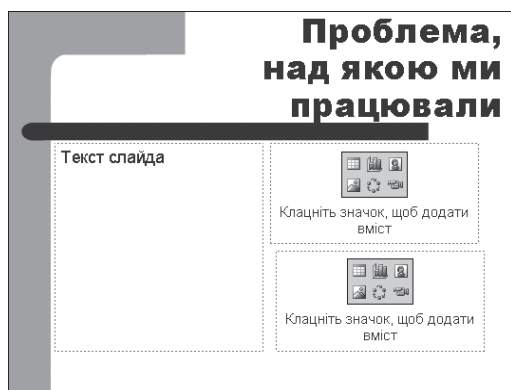 Проблема,
над якою ми
працювали
Текст слайда
Клацніть значок, щоб додати
вміст
Клацніть значок, щоб додати
вміст